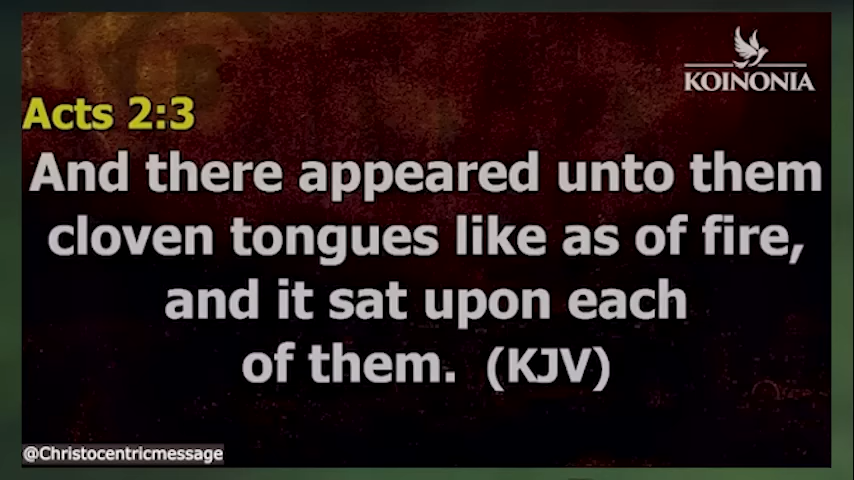 KOINONIA
Acts 2:3
And there appeared unto them
cloven tongues like as of fire,
and it sat upon each
of them. (KJV)
@Christocentricmessage